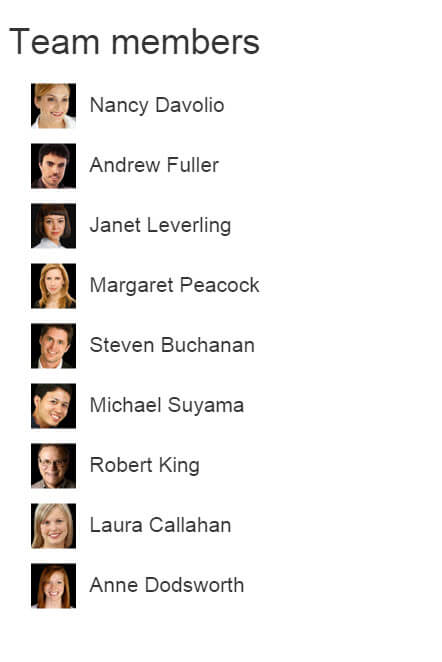 Team members
Nancy Davolio
Andrew Fuller
Janet Leverling
Margaret Peacock
Steven Buchanan
Michael Suyama
Robert King
Laura Callahan
Anne Dodsworth